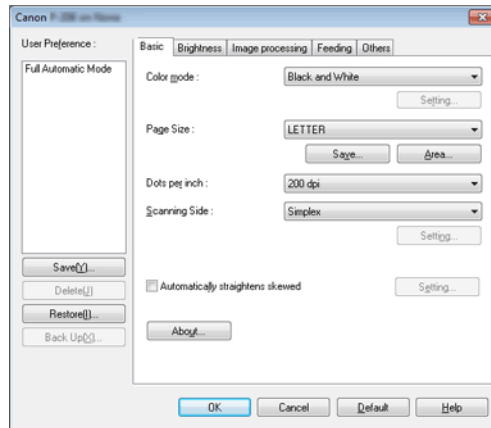 Canon
User Preference :
Full Automatic Mode
Save(Y)...
Delete(J)
Restore(I)...
Back Up(X)...
Basic
Brightness
Image processing
Feeding
Others
Color mode :
Black and White
Setting...
Page Size :
LETTER
Save...
Area...
Dots per inch :
200 dpi
Scanning Side :
Simplex
Setting...
Automatically straightens skewed
Setting...
About...
OK
Cancel
Default
Help